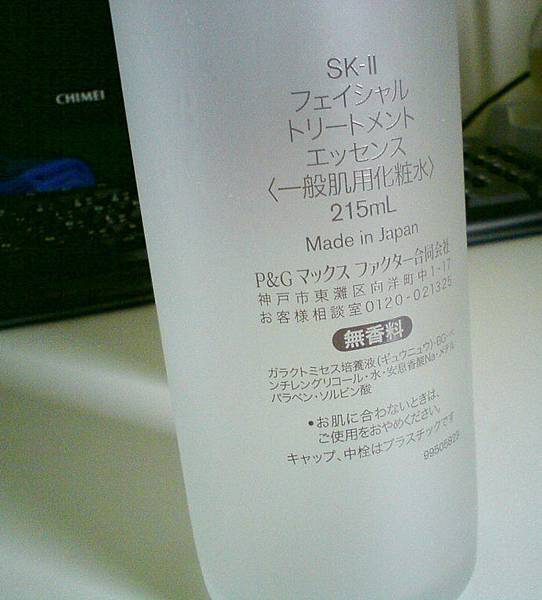 CHIMEI
SK-II
フェイシャル
トリートメント
エッセンス
〈一般肌用化粧水〉
215mL
Made in Japan
P&G マックス ファクター合同会社
神戸市東灘区向洋町中1-17
お客様相談室0120-021325
無香料
ガラクトミセス培養液(ギュウニュウ)・BG・ペ
ンチレングリコール・水・安息香酸Na・メチル
パラベン・ソルビン酸
•お肌に合わないときは、
ご使用をおやめください。
キャップ、中栓はプラスチックです